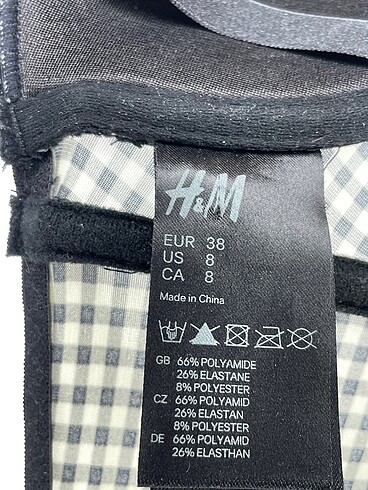 H&M
EUR 38
US 8
CA 8
Made in China
GB 66% POLYAMIDE
26% ELASTANE
8% POLYESTER
CZ 66% POLYAMID
26% ELASTAN
8% POLYESTER
DE 66% POLYAMID
26% ELASTHAN